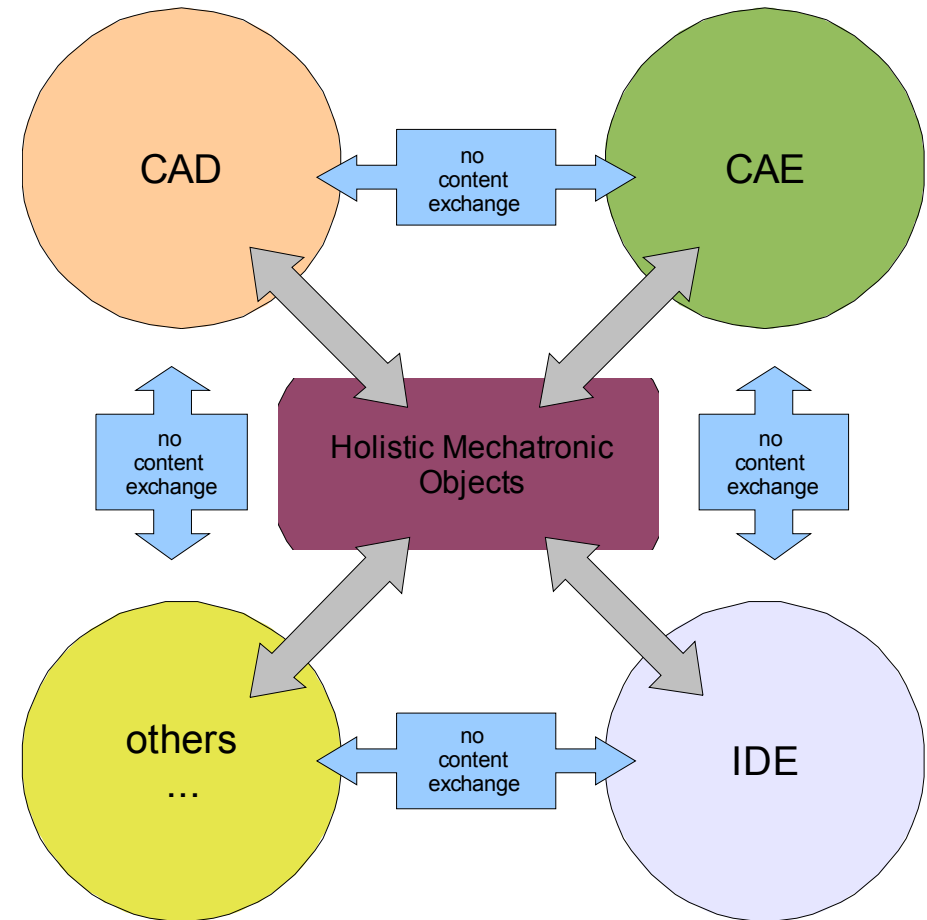 CAD
no
content
exchange
CAE
no
content
exchange
Holistic Mechatronic
Objects
no
content
exchange
others
...
no
content
exchange
IDE